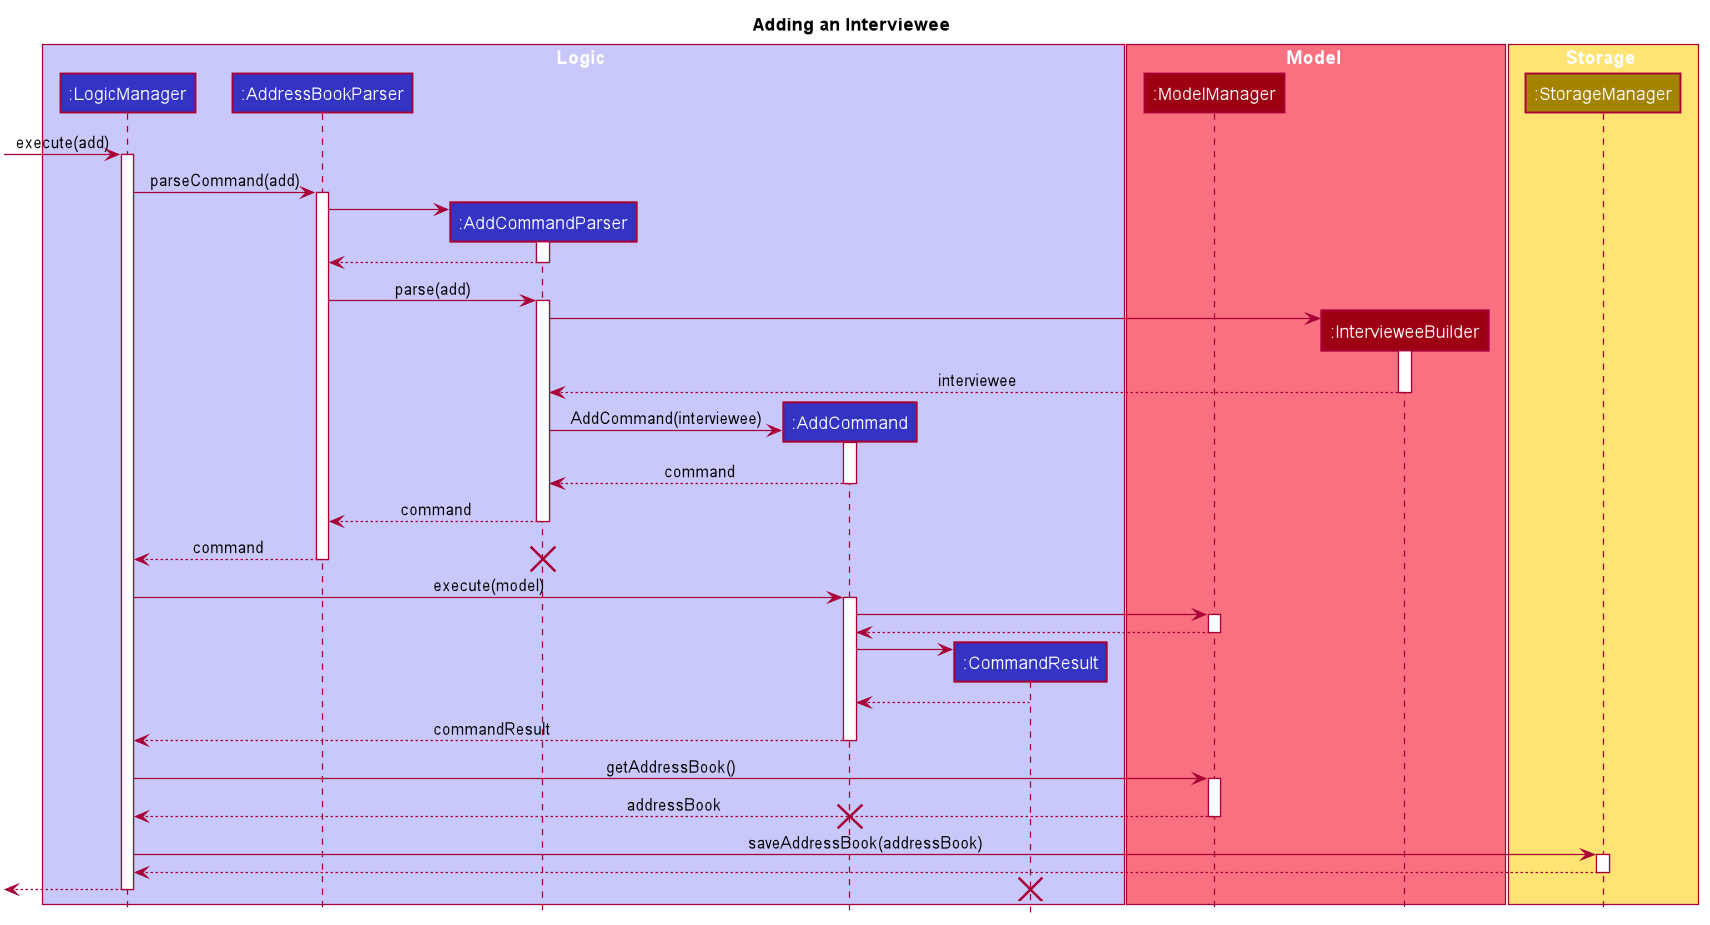 Adding an Interviewee
Logic
Model
Storage
:LogicManager
:AddressBookParser
:ModelManager
:StorageManager
execute(add)
parseCommand(add)
:AddCommandParser
parse(add)
:IntervieweeBuilder
interviewee
AddCommand(interviewee)
:AddCommand
command
command
command
execute(model)
:CommandResult
commandResult
getAddressBook()
addressBook
saveAddressBook(addressBook)